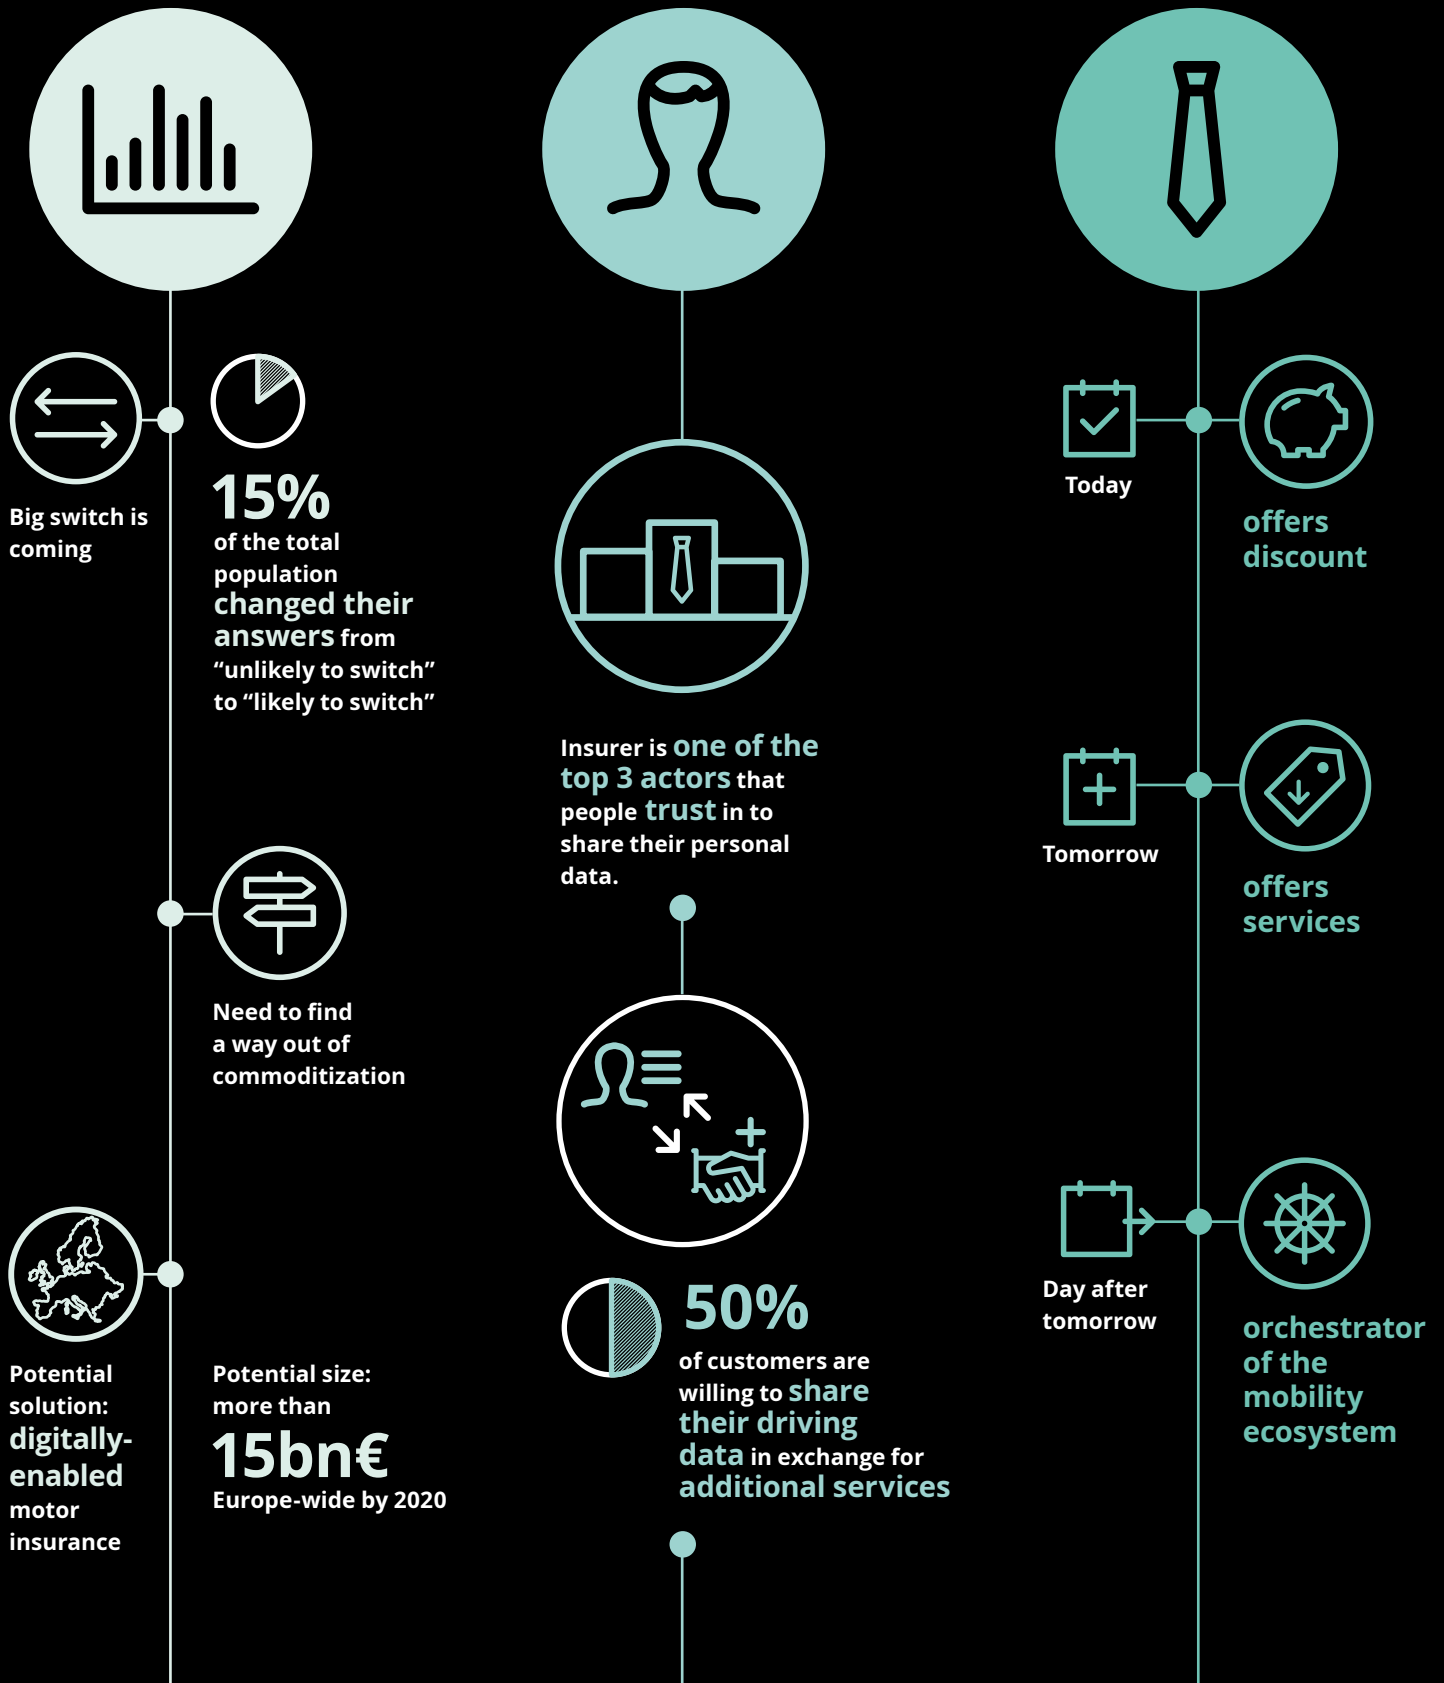 Big switch is
coming
15%
of the total
population
changed their
answers from
“unlikely to switch”
to “likely to switch”
Need to find
a way out of
commoditization
Potential
solution:
digitally-
enabled
motor
insurance
Potential size:
more than
15bn€
Europe-wide by 2020
Insurer is one of the
top 3 actors that
people trust in to
share their personal
data.
50%
of customers are
willing to share
their driving
data in exchange for
additional services
Today
offers
discount
Tomorrow
offers
services
Day after
tomorrow
orchestrator
of the
mobility
ecosystem